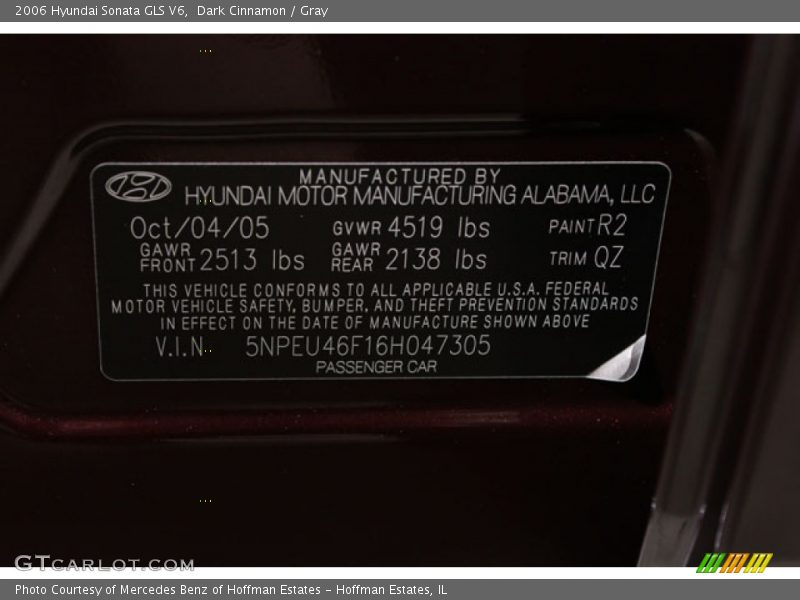 2006 Hyundai Sonata GLS V6, Dark Cinnamon / Gray
MANUFACTURED BY
HYUNDAI MOTOR MANUFACTURING ALABAMA, LLC
Oct/04/05 GVWR 4519 lbs PAINT R2
GAWR FRONT 2513 lbs GAWR REAR 2138 lbs TRIM QZ
THIS VEHICLE CONFORMS TO ALL APPLICABLE U.S.A. FEDERAL
MOTOR VEHICLE SAFETY, BUMPER, AND THEFT PREVENTION STANDARDS
IN EFFECT ON THE DATE OF MANUFACTURE SHOWN ABOVE
V.I.N. 5NPEU46F16H047305
PASSENGER CAR
GTCARLOT.COM
Photo Courtesy of Mercedes Benz of Hoffman Estates - Hoffman Estates, IL